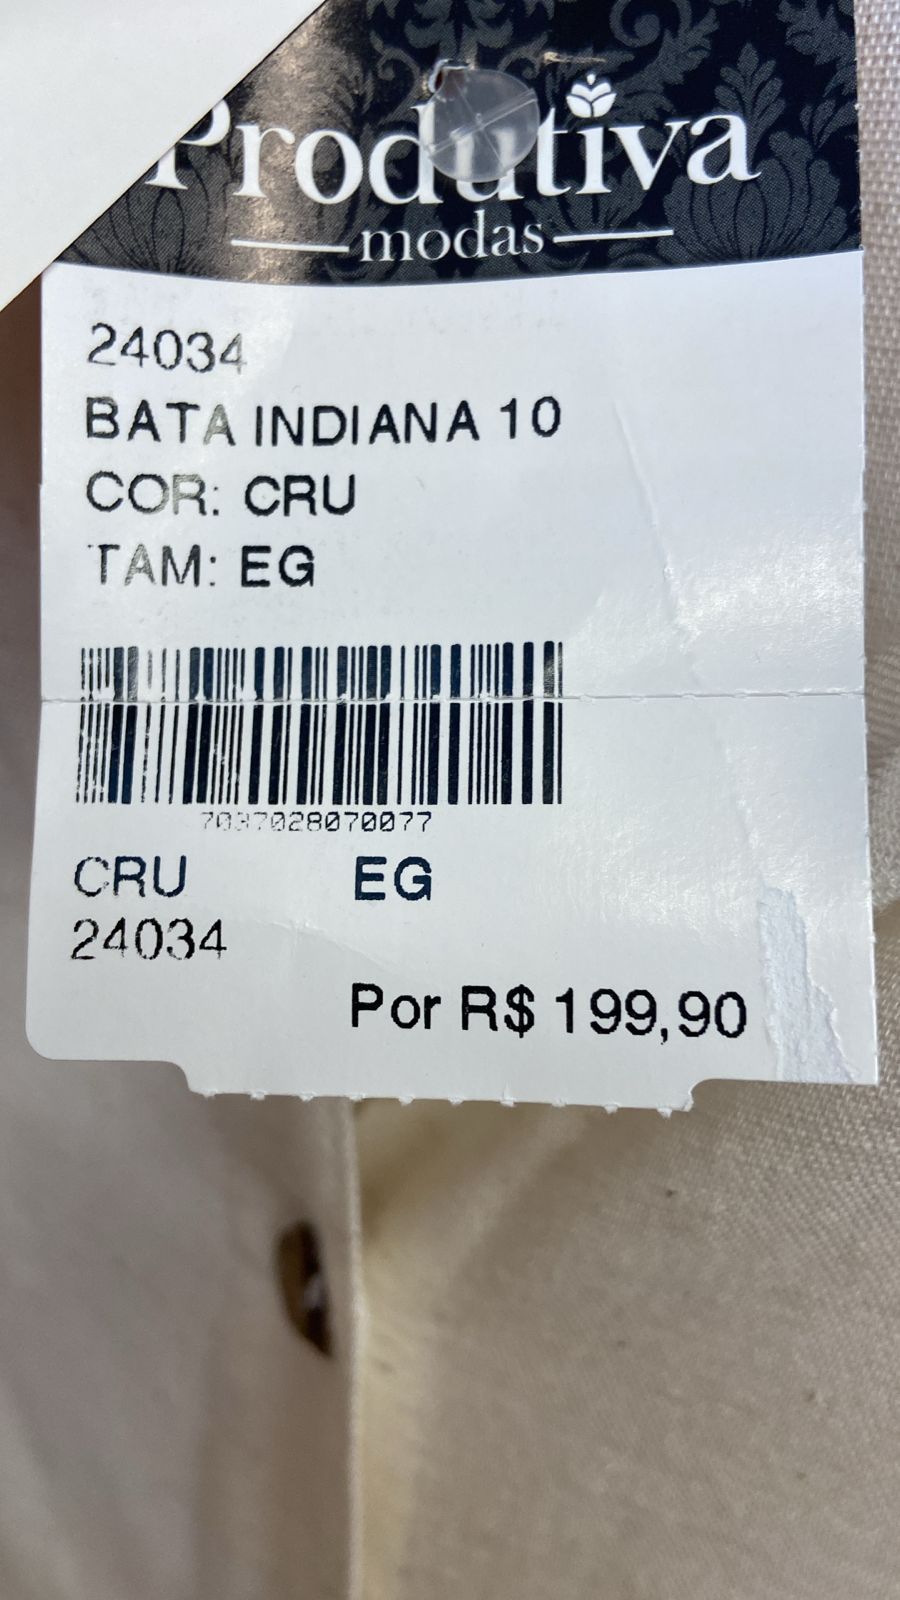 Produtiva
modas
24034
BATA INDIANA 10
COR: CRU
TAM: EG
7037028070077
CRU EG
24034
Por R$ 199,90